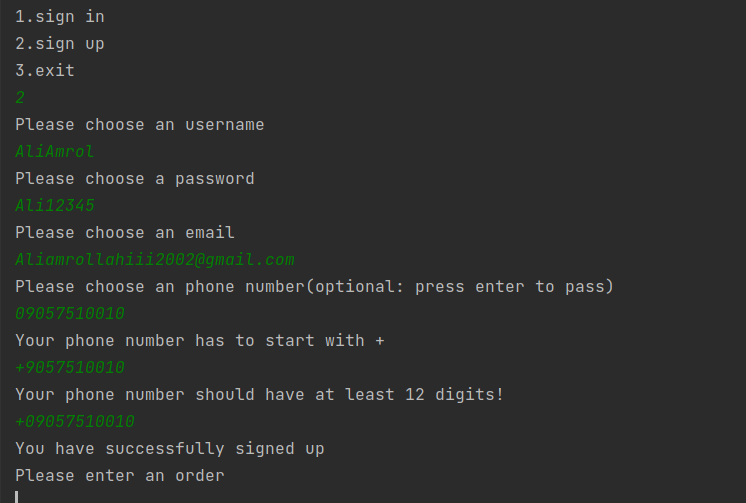 1.sign in
2.sign up
3.exit
2
Please choose an username
AliAmrol
Please choose a password
Ali12345
Please choose an email
Aliamrollahiii2002@gmail.com
Please choose an phone number(optional: press enter to pass)
09057510010
Your phone number has to start with +
+9057510010
Your phone number should have at least 12 digits!
+09057510010
You have successfully signed up
Please enter an order